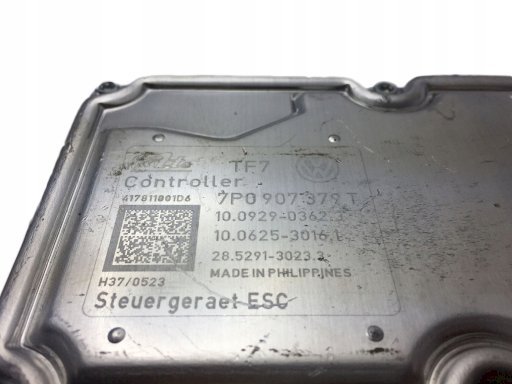 Ate TF7
Controller
417811001D6 7P0 907 379 T
10.0929-0362.3
10.0625-3016.1
28.5291-3023.3
MADE IN PHILIPPINES
H37/0523
Steuergeraet ESC